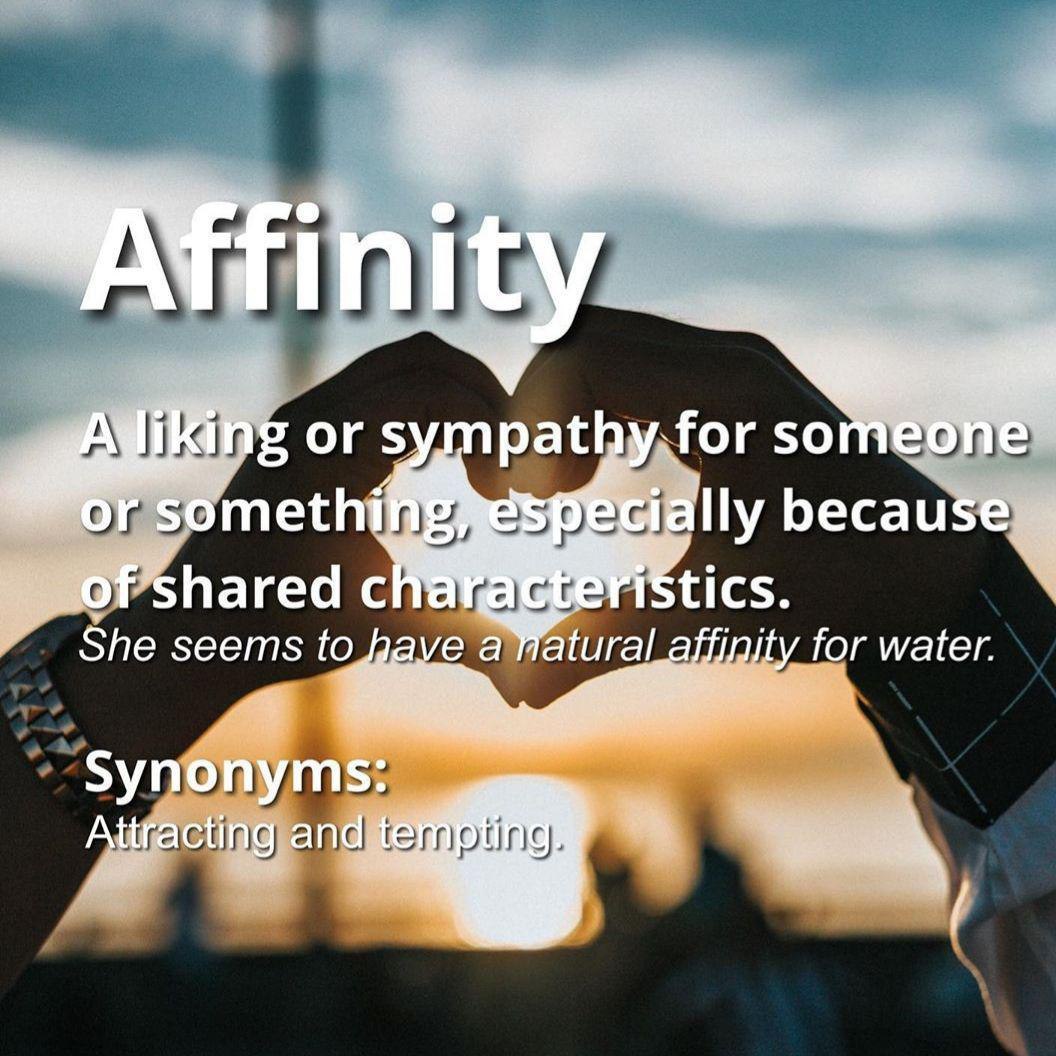 Affinity
A liking or sympathy for someone
or something, especially because
of shared characteristics.
She seems to have a natural affinity for water.
Synonyms:
Attracting and tempting.